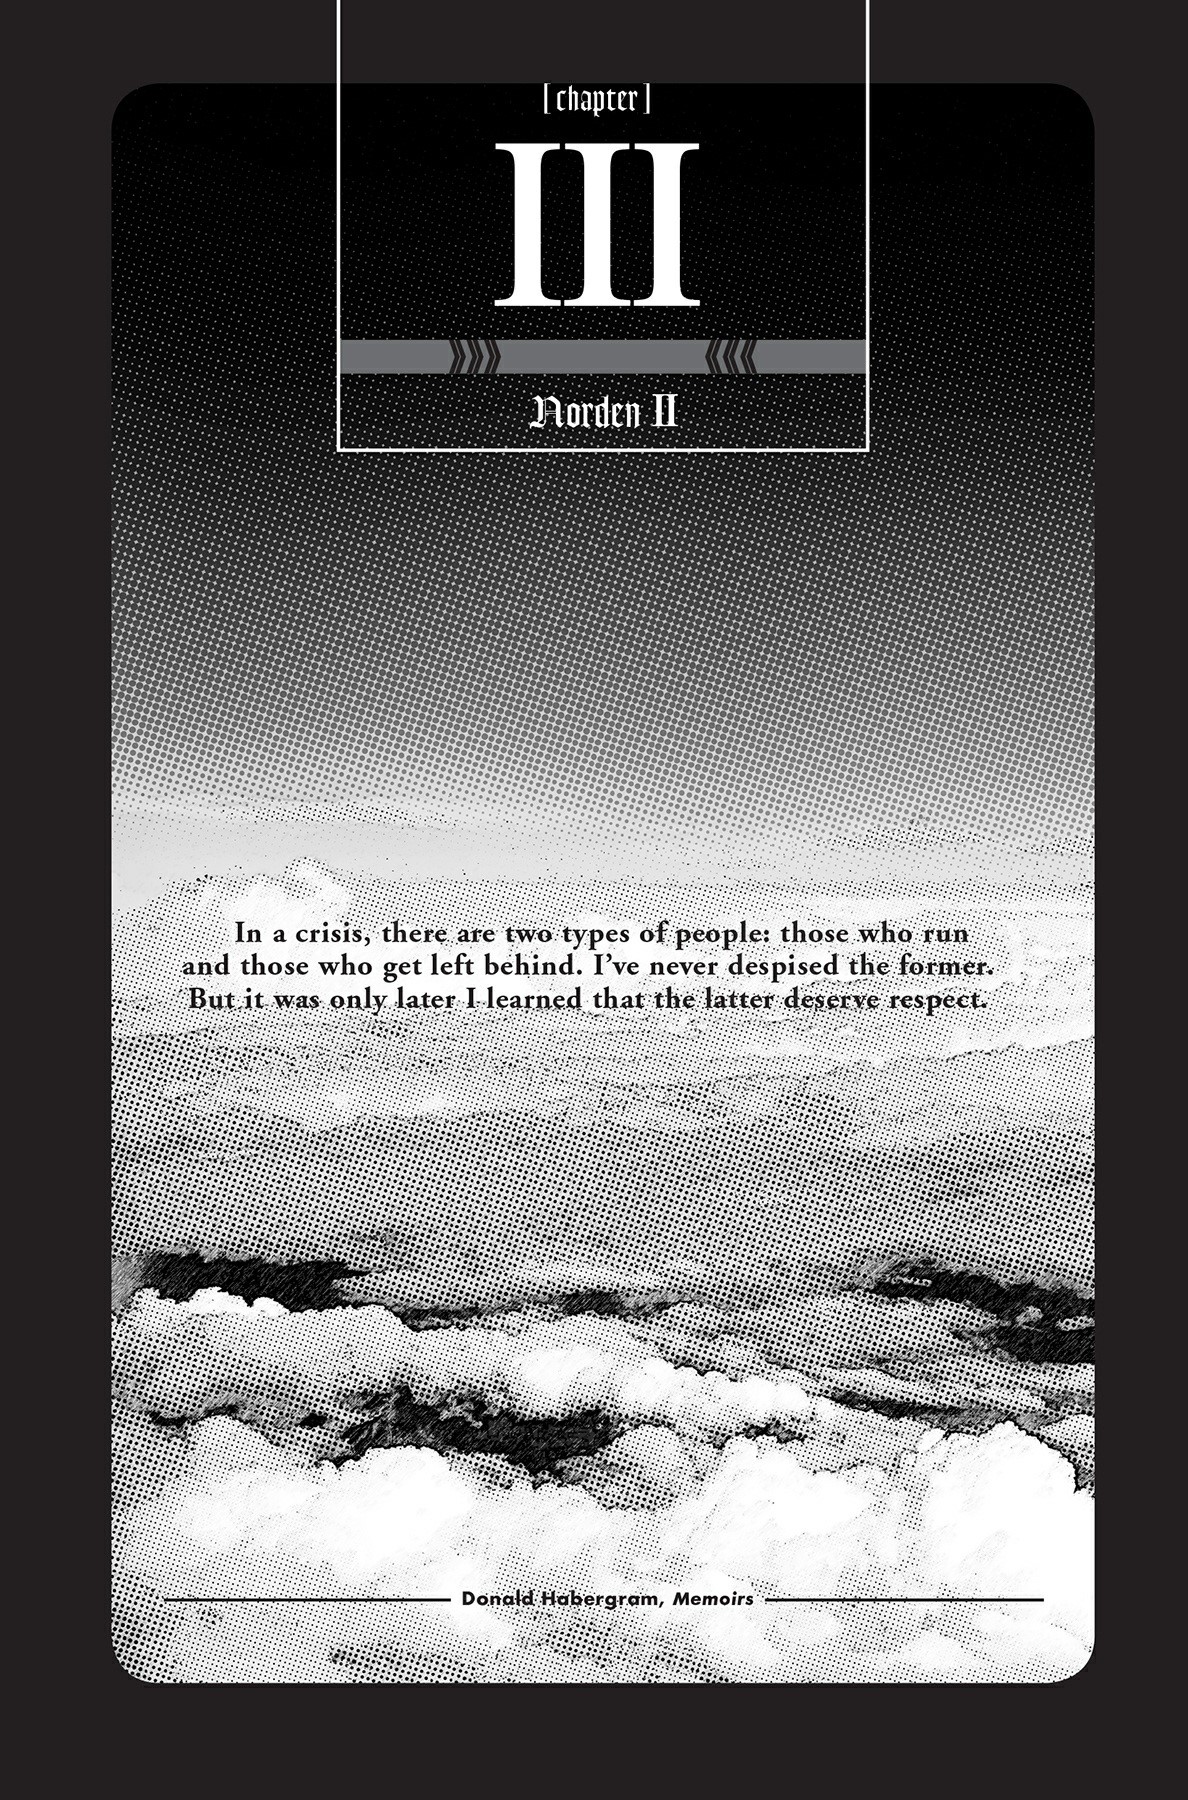 [chapter]
III
Norden II
In a crisis, there are two types of people: those who run
and those who get left behind. I've never despised the former.
But it was only later I learned that the latter deserve respect.
Donald Habergram, Memoirs